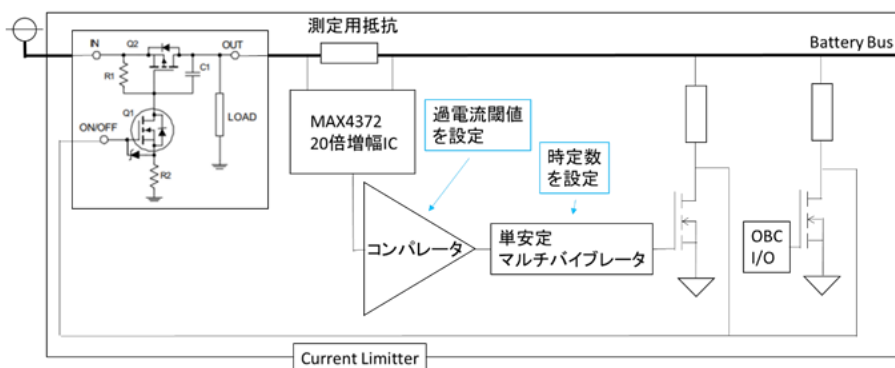 測定用抵抗
Battery Bus
IN
Q2
OUT
R1
C1
Q1
ON/OFF
LOAD
R2
MAX4372
20倍増幅IC
過電流閾値
を設定
時定数
を設定
コンパレータ
単安定
マルチバイブレータ
OBC
I/O
Current Limitter